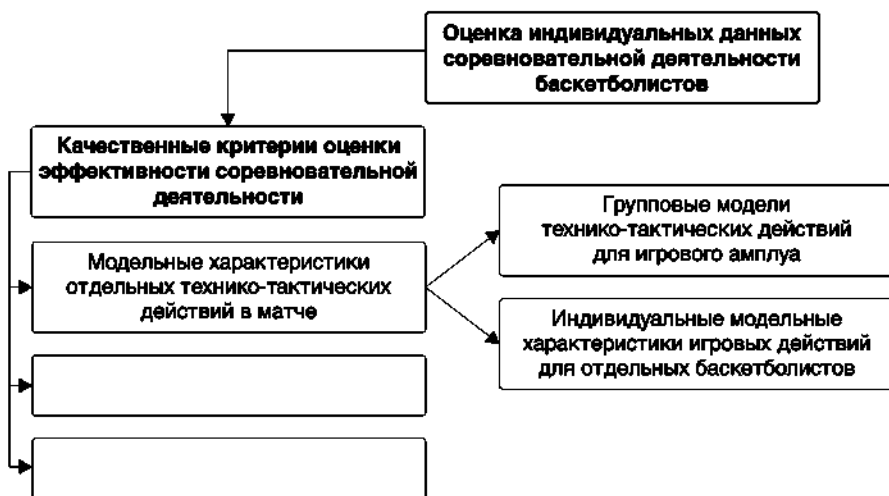 Оценка индивидуальных данных
соревновательной деятельности
баскетболистов
Качественные критерии оценки
эффективности соревновательной
деятельности
Модельные характеристики
отдельных технико-тактических
действий в матче
Групповые модели
технико-тактических действий
для игрового амплуа
Индивидуальные модельные
характеристики игровых действий
для отдельных баскетболистов